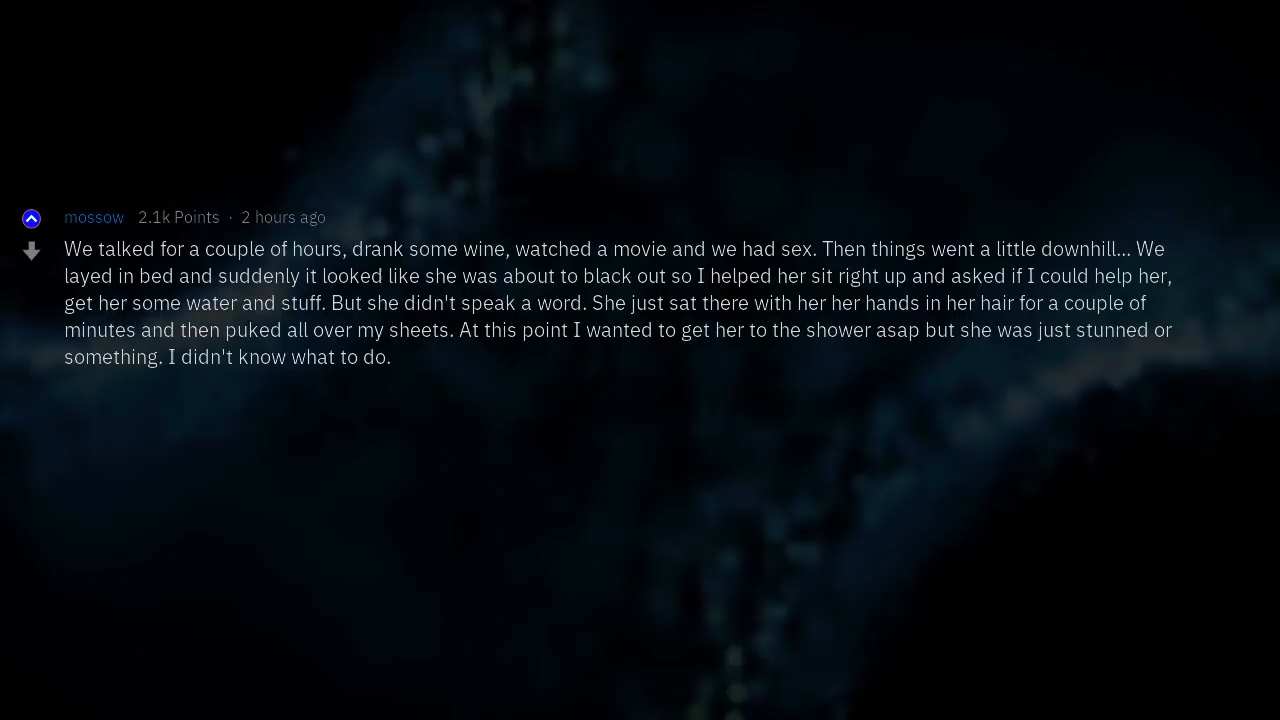 mossow 2.1k Points · 2 hours ago
We talked for a couple of hours, drank some wine, watched a movie and we had sex. Then things went a little downhill... We
layed in bed and suddenly it looked like she was about to black out so I helped her sit right up and asked if I could help her,
get her some water and stuff. But she didn't speak a word. She just sat there with her her hands in her hair for a couple of
minutes and then puked all over my sheets. At this point I wanted to get her to the shower asap but she was just stunned or
something. I didn't know what to do.